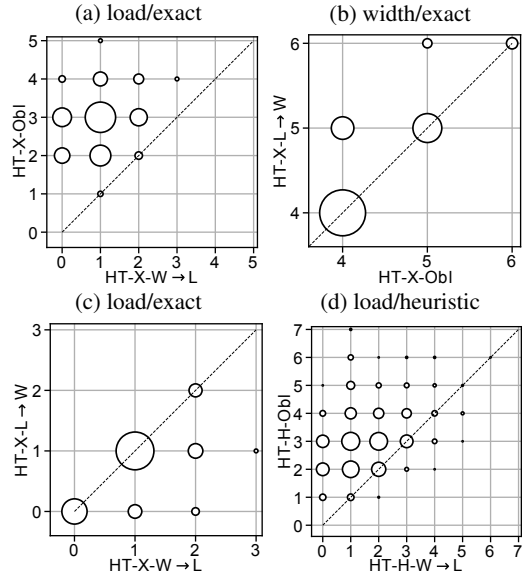 (a) load/exact
5
4
3
2
1
0
HT-X-Obl
0 1 2 3 4 5
HT-X-W→L
(b) width/exact
6
5
4
HT-X-L→W
4 5 6
HT-X-Obl
(c) load/exact
3
2
1
0
HT-X-L→W
0 1 2 3
HT-X-W→L
(d) load/heuristic
7
6
5
4
3
2
1
0
HT-H-Obl
0 1 2 3 4 5 6 7
HT-H-W→L